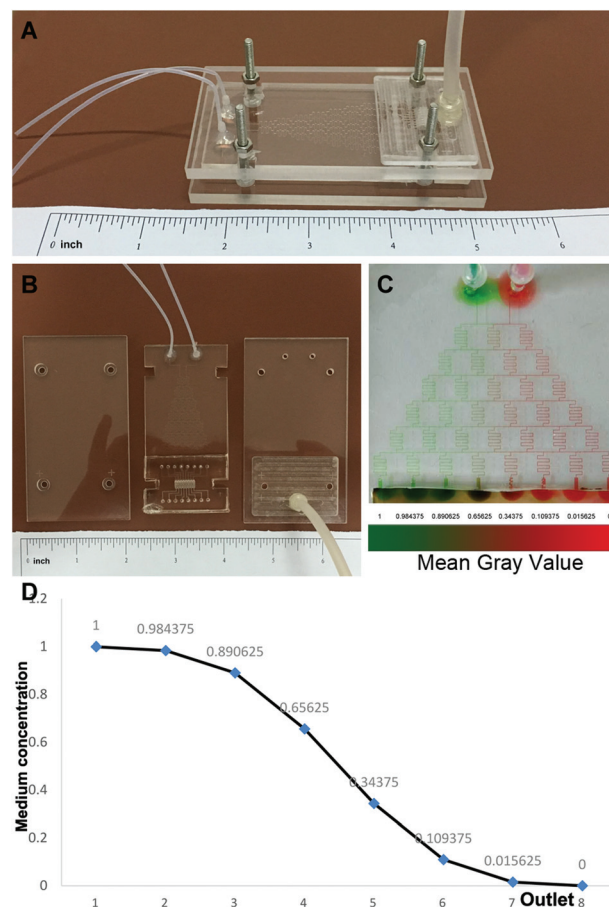 A
0 inch 1 2 3 4 5 6
B
0 inch 1 2 3 4 5 6
C
1 0.984375 0.890625 0.65625 0.34375 0.109375 0.015625
Mean Gray Value
D
Medium concentration
1.2
1
0.8
0.6
0.4
0.2
0
1
0.984375
0.890625
0.65625
0.34375
0.109375
0.015625
0
1 2 3 4 5 6 7 8
Outlet